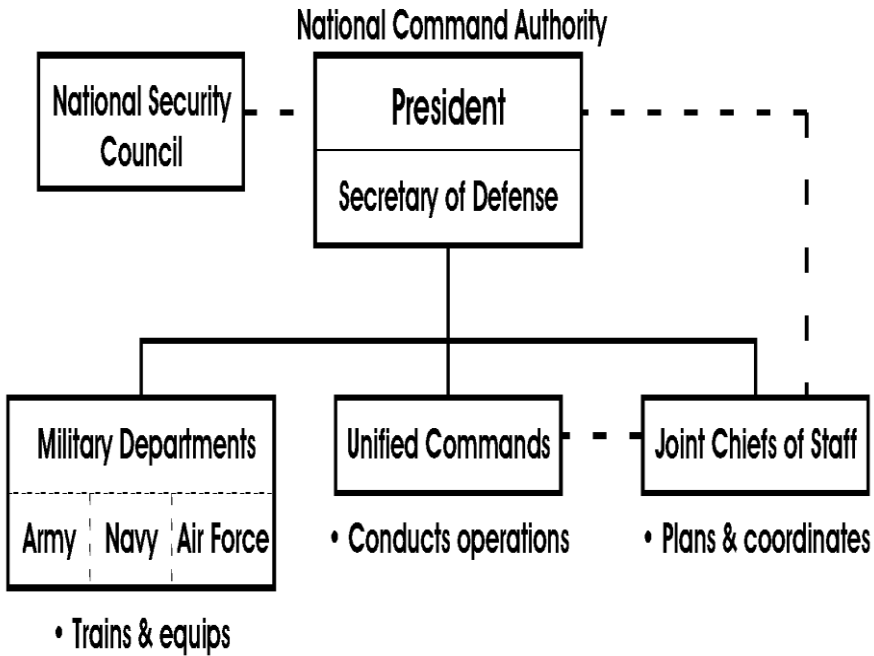 National Command Authority
National Security
Council
President
Secretary of Defense
Military Departments
Army Navy Air Force
• Trains & equips
Unified Commands
• Conducts operations
Joint Chiefs of Staff
• Plans & coordinates